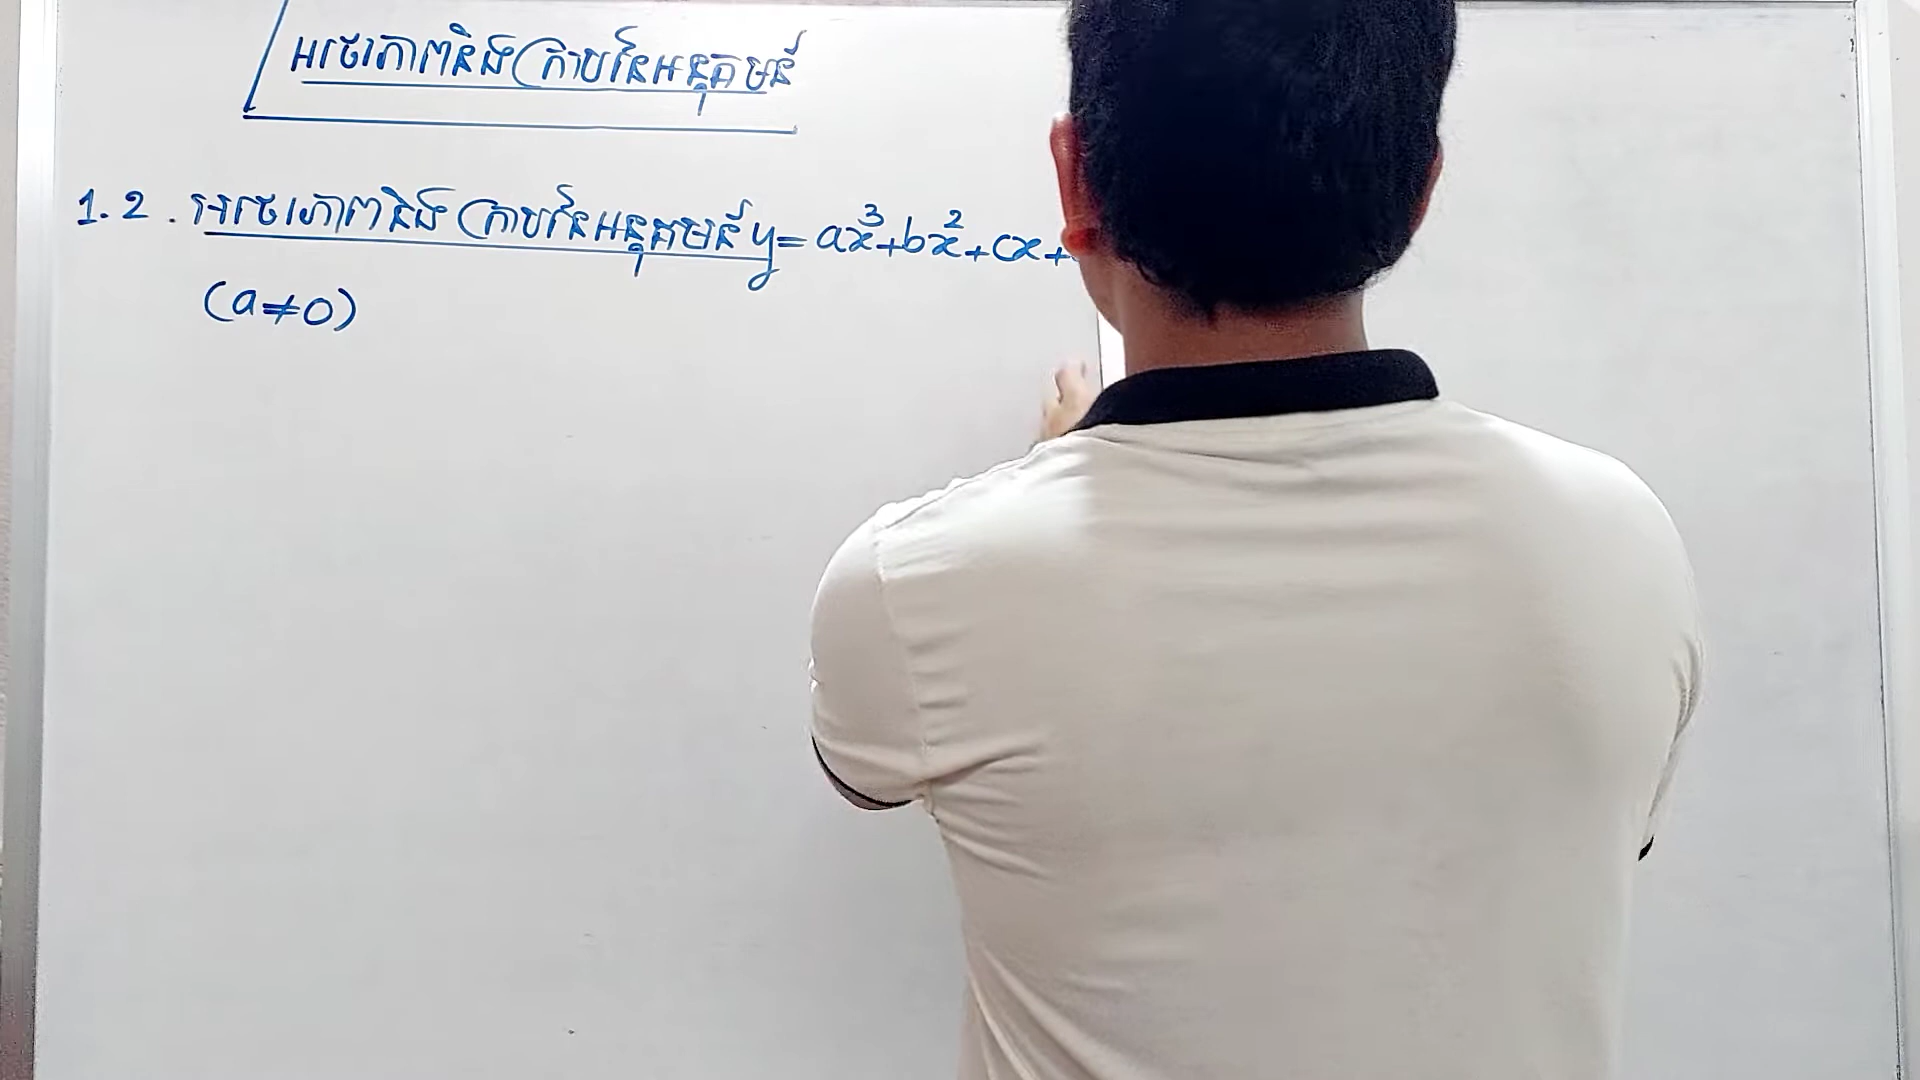 អថេរភាពនិងក្រាបនៃអនុគមន៍
1.2. អថេរភាពនិងក្រាបនៃអនុគមន៍ y = ax³+bx²+cx+
(a≠0)